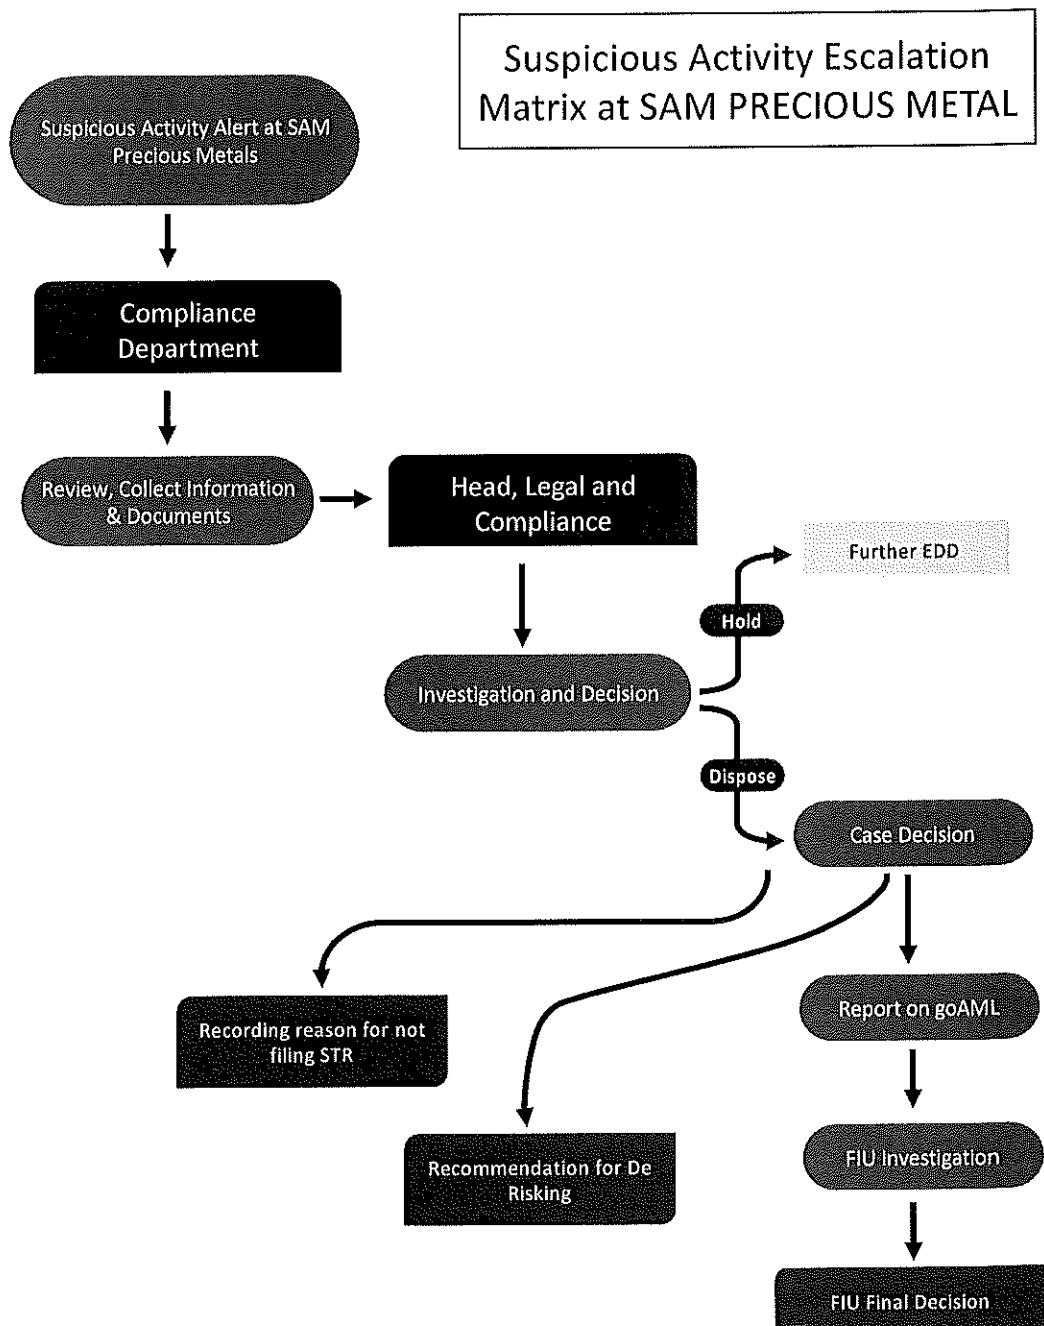 Suspicious Activity Escalation
Matrix at SAM PRECIOUS METAL
Suspicious Activity Alert at SAM
Precious Metals
Compliance
Department
Review, Collect Information
& Documents
Head, Legal and
Compliance
Further EDD
Hold
Investigation and Decision
Dispose
Case Decision
Report on goAML
Recording reason for not
filing STR
FIU Investigation
Recommendation for De
Risking
FIU Final Decision